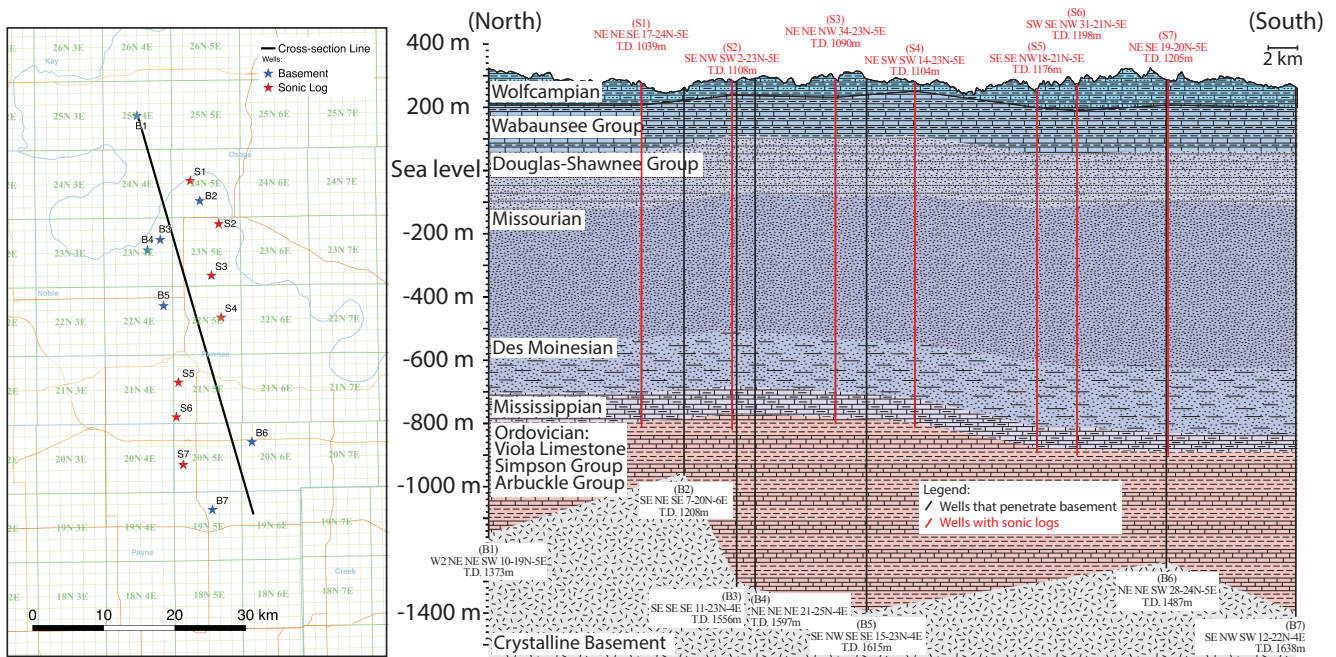 26N 3E
26N 4E
26N 5E
Kay
Cross-section Line
Wells:
Basement
Sonic Log
25N 3E
25N 4E
25N 5E
25N 6E
25N 7E
B1
Osage
S1
24N 3E
24N 4E
24N 5E
24N 6E
24N 7E
B2
S2
B3
B4
23N 3E
23N 4E
23N 5E
23N 6E
23N 7E
S3
Noble
B5
S4
22N 3E
22N 4E
22N 5E
22N 6E
22N 7E
Pawnee
S5
21N 3E
21N 4E
21N 5E
21N 6E
21N 7E
S6
B6
20N 3E
20N 4E
20N 5E
20N 6E
20N 7E
S7
B7
19N 3E
19N 4E
19N 5E
19N 6E
19N 7E
Payne
Creek
18N 3E
18N 4E
18N 5E
18N 6E
18N 7E
0 10 20 30 km
(North)
(South)
2 km
(S1)
NE NE SE 17-24N-5E
T.D. 1039m
(S2)
SE NW SW 2-23N-5E
T.D. 1108m
(S3)
NE NE NW 34-23N-5E
T.D. 1090m
(S4)
NE SW SW 14-23N-5E
T.D. 1104m
(S5)
SE NE NW18-21N-5E
T.D. 1176m
(S6)
SW SE NW 31-21N-5E
T.D. 1198m
(S7)
NE SE 19-20N-5E
T.D. 1205m
400 m
200 m
Sea level
-200 m
-400 m
-600 m
-800 m
-1000 m
-1400 m
Wolfcampian
Wabaunsee Group
Douglas-Shawnee Group
Missourian
Des Moinesian
Mississippian
Ordovician:
Viola Limestone
Simpson Group
Arbuckle Group
Crystalline Basement
Legend:
Wells that penetrate basement
Wells with sonic logs
(B1)
W2 NE NE SW 10-19N-5E
T.D. 1373m
(B2)
SE NE SE 7-20N-6E
T.D. 1208m
(B3)
SE SE SE 11-23N-4E
T.D. 1556m
(B4)
NE NE NE 21-25N-4E
T.D. 1597m
(B5)
SE NW SE SE 15-23N-4E
T.D. 1615m
(B6)
NE NE SW 28-24N-5E
T.D. 1487m
(B7)
SE NW SW 12-22N-4E
T.D. 1638m